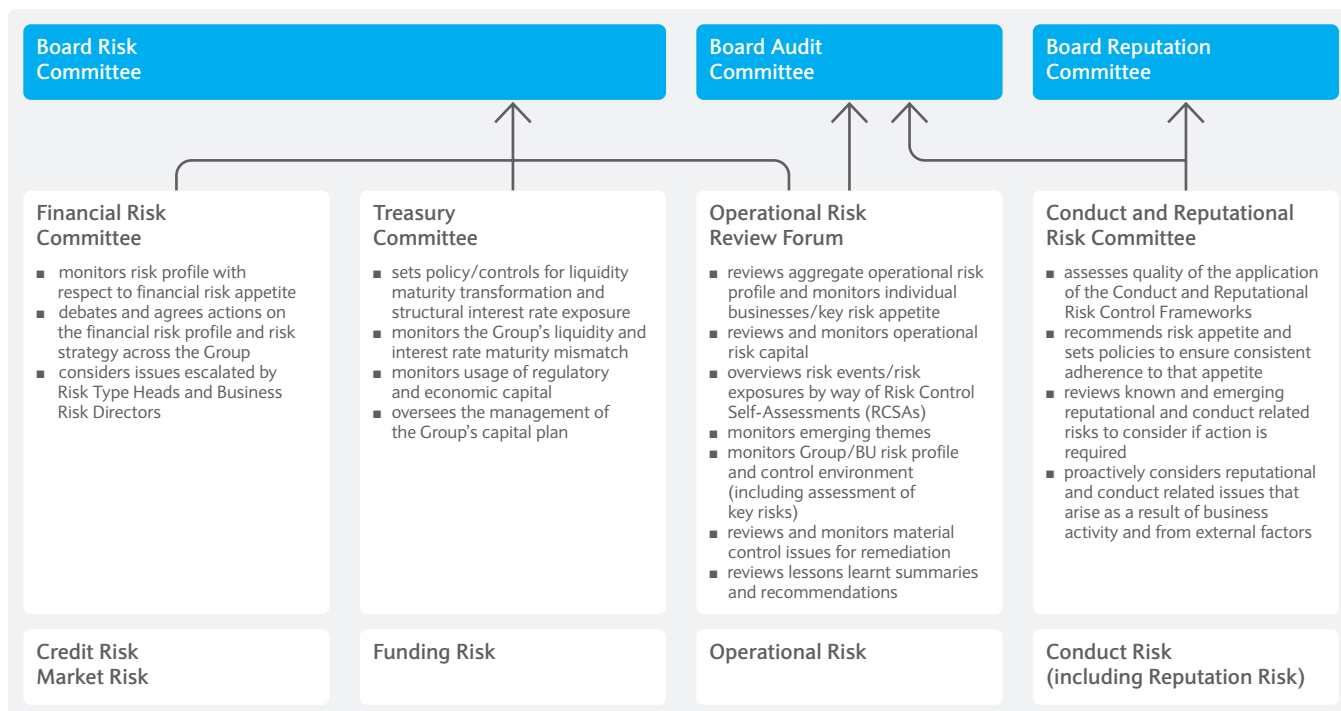 Board Risk
Committee
Board Audit
Committee
Board Reputation
Committee
Financial Risk
Committee
■ monitors risk profile with
respect to financial risk appetite
■ debates and agrees actions on
the financial risk profile and risk
strategy across the Group
■ considers issues escalated by
Risk Type Heads and Business
Risk Directors
Treasury
Committee
■ sets policy/controls for liquidity
maturity transformation and
structural interest rate exposure
■ monitors the Group’s liquidity and
interest rate maturity mismatch
■ monitors usage of regulatory
and economic capital
■ oversees the management of
the Group’s capital plan
Operational Risk
Review Forum
■ reviews aggregate operational risk
profile and monitors individual
businesses/key risk appetite
■ reviews and monitors operational
risk capital
■ overviews risk events/risk
exposures by way of Risk Control
Self-Assessments (RCSAs)
■ monitors emerging themes
■ monitors Group/BU risk profile
and control environment
(including assessment of
key risks)
■ reviews and monitors material
control issues for remediation
■ reviews lessons learnt summaries
and recommendations
Conduct and Reputational
Risk Committee
■ assesses quality of the application
of the Conduct and Reputational
Risk Control Frameworks
■ recommends risk appetite and
sets policies to ensure consistent
adherence to that appetite
■ reviews known and emerging
reputational and conduct related
risks to consider if action is
required
■ proactively considers reputational
and conduct related issues that
arise as a result of business
activity and from external factors
Credit Risk
Market Risk
Funding Risk
Operational Risk
Conduct Risk
(including Reputation Risk)